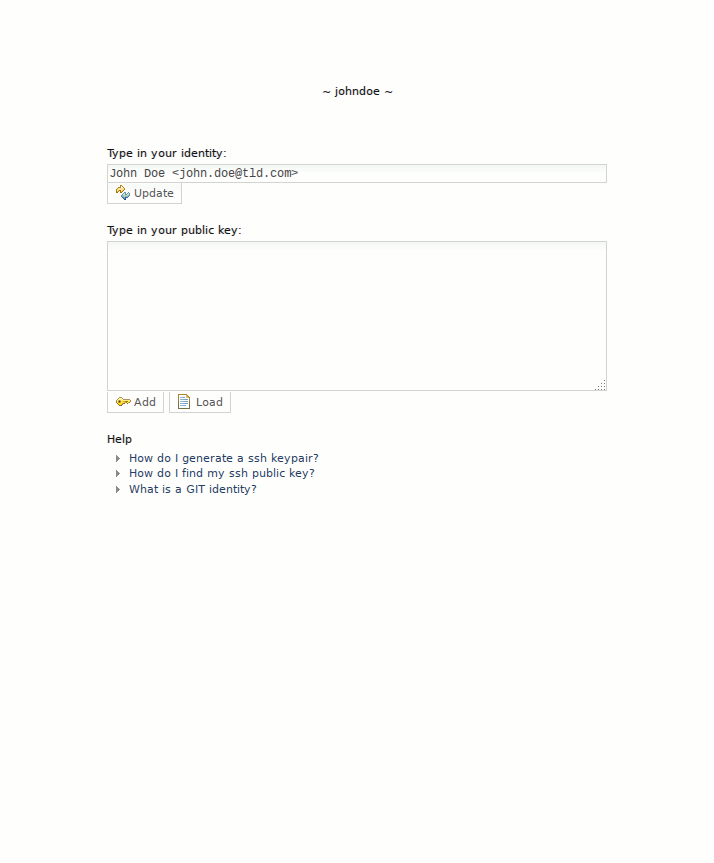 ~ johndoe ~
Type in your identity:
John Doe <john.doe@tld.com>
Update
Type in your public key:
Add Load
Help
How do I generate a ssh keypair?
How do I find my ssh public key?
What is a GIT identity?